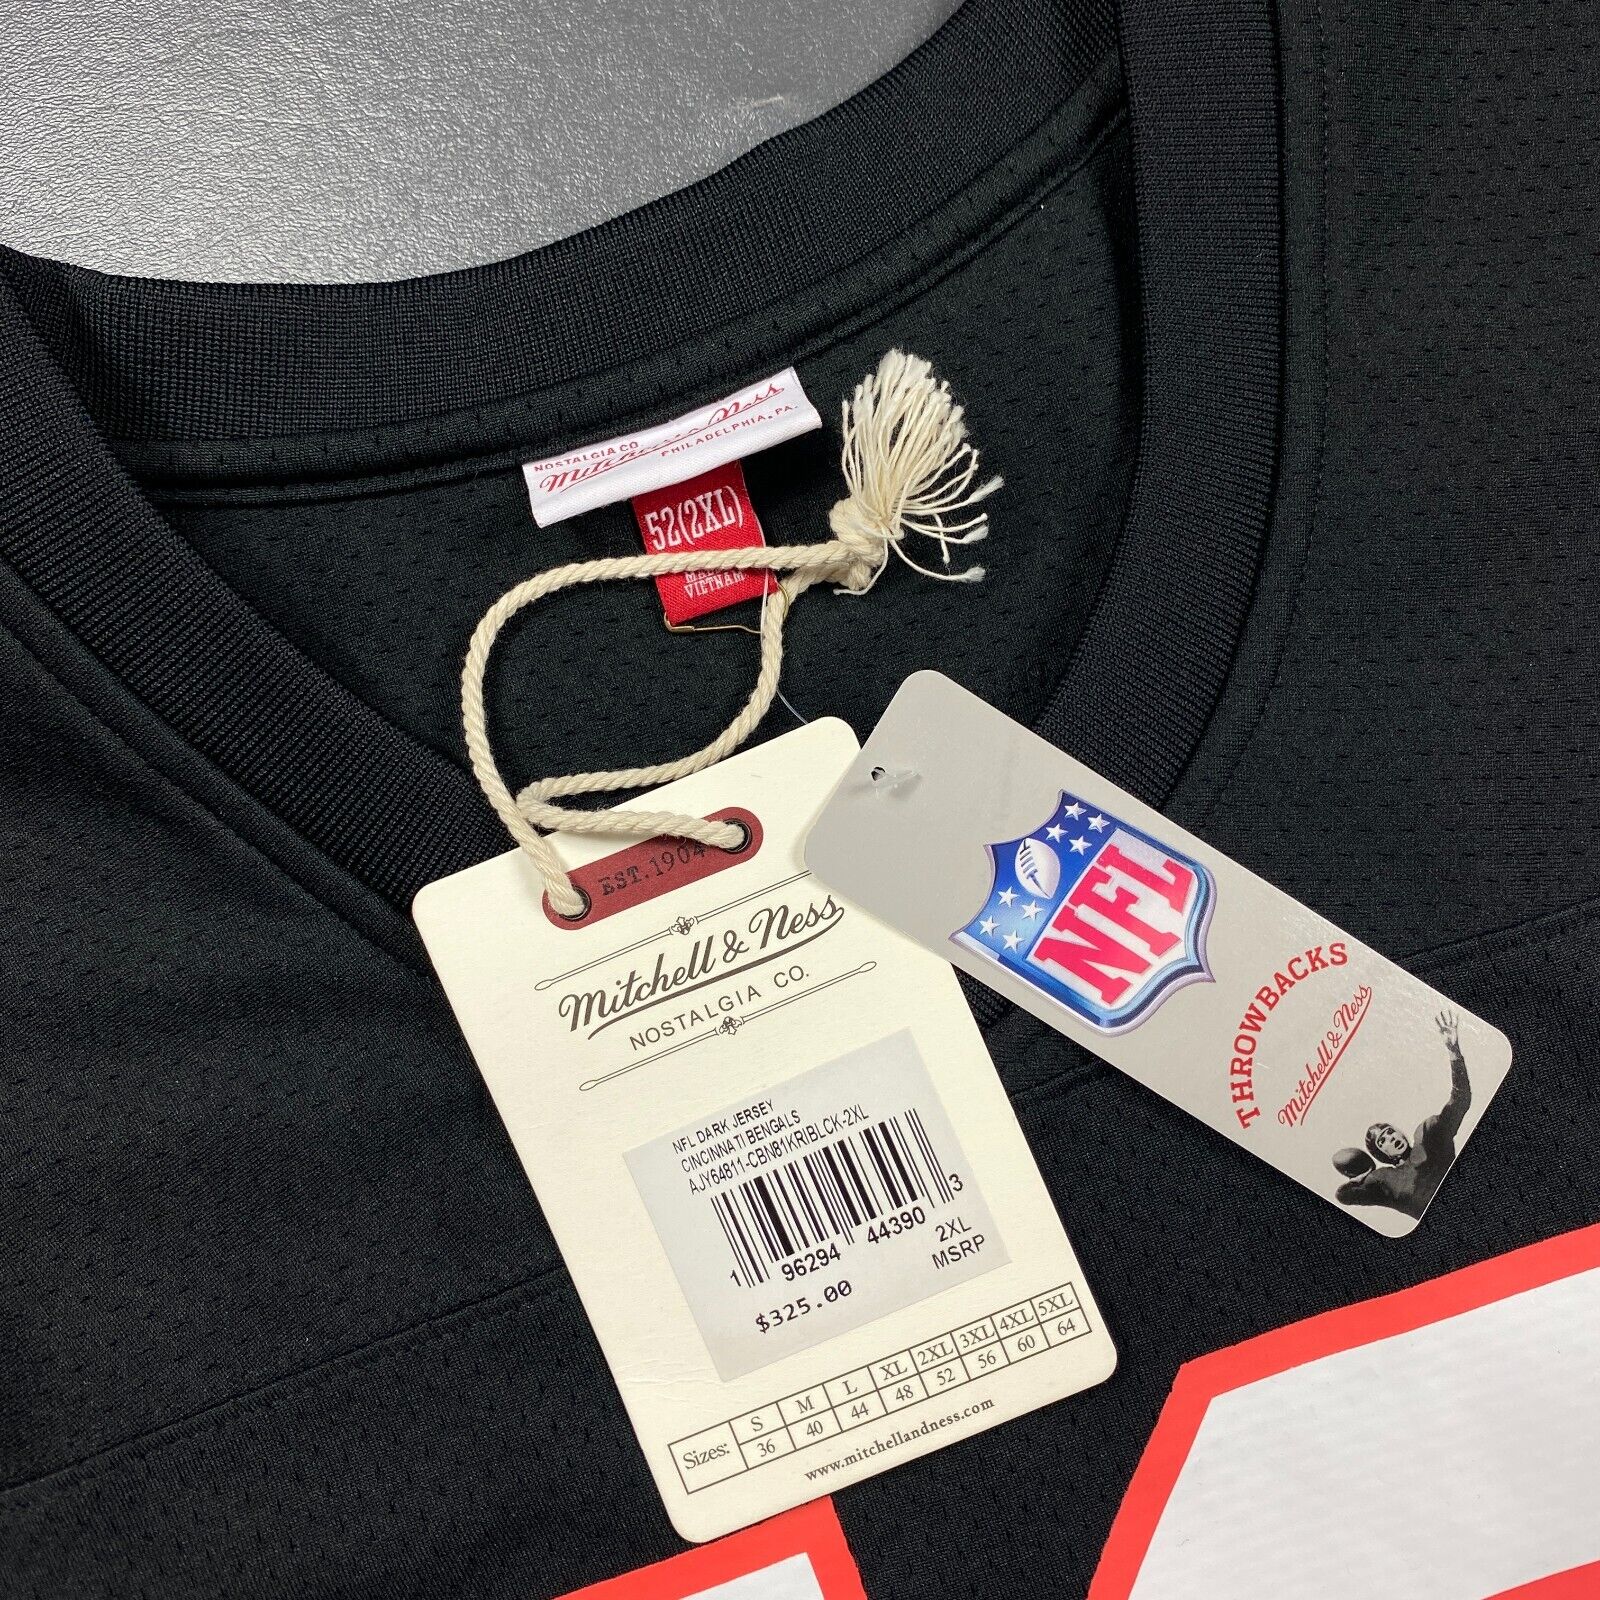 NOSTALGIA CO.
Mitchell & Ness
PHILADELPHIA, PA.
52(2XL)
VIETNAM
EST.1904
Mitchell & Ness
NOSTALGIA CO.
NFL DARK JERSEY
CINCINNATI BENGALS
AJY64811-CBN81KRIBLCK-2XL
1 96294 44390 3
2XL
$325.00 MSRP
Sizes: S M L XL 2XL 3XL 4XL 5XL
36 40 44 48 52 56 60 64
www.mitchellandness.com
NFL
THROWBACKS
Mitchell & Ness